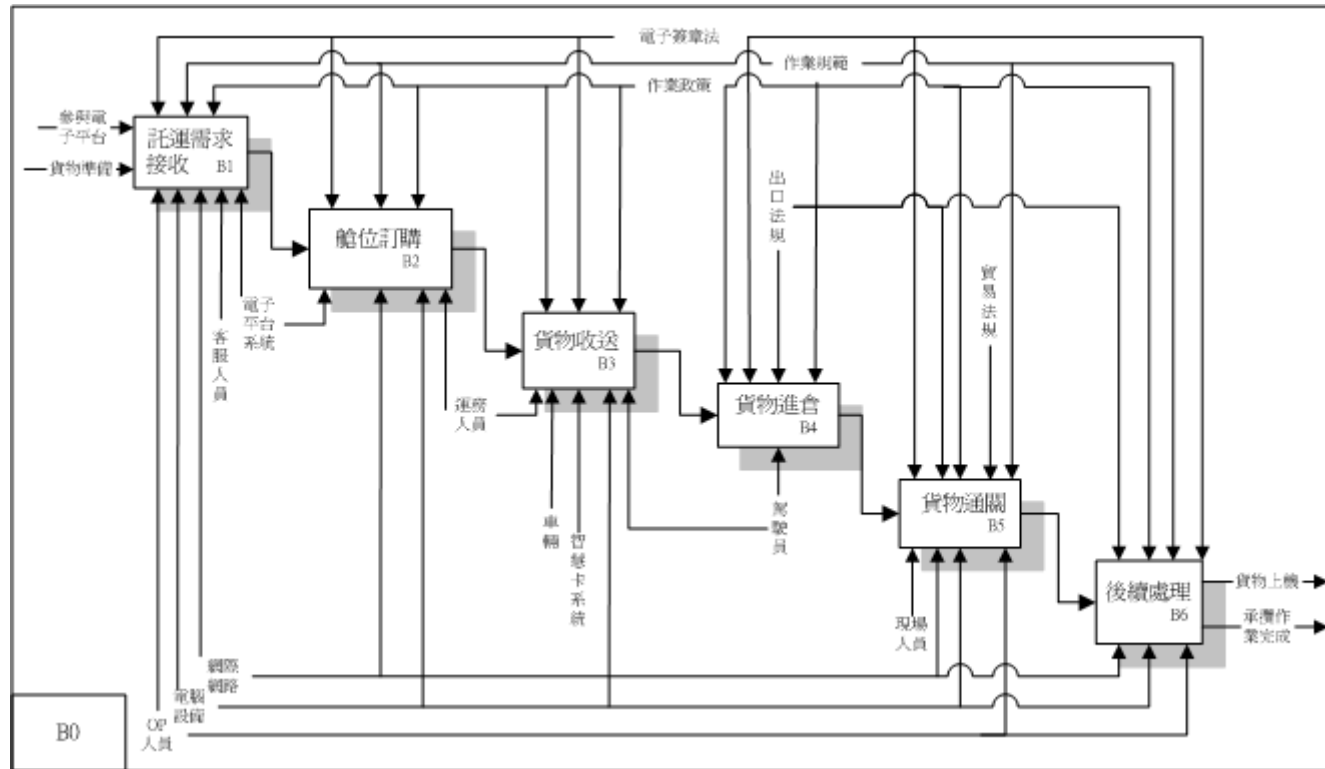 電子簽章法
作業規範
作業政策
參與電
子平台
貨物準備
託運需求
接收
B1
出
口
法
規
艙位訂購
B2
貿
易
法
規
電子
平台
系統
客
服
人
員
貨物收送
B3
運務
人員
貨物進倉
B4
車
輛
智
慧
卡
系
統
駕
駛
員
貨物通關
B5
後續處理
B6
貨物上機
承攬作
業完成
現場
人員
網際
網路
電腦
設備
OP
人員
B0